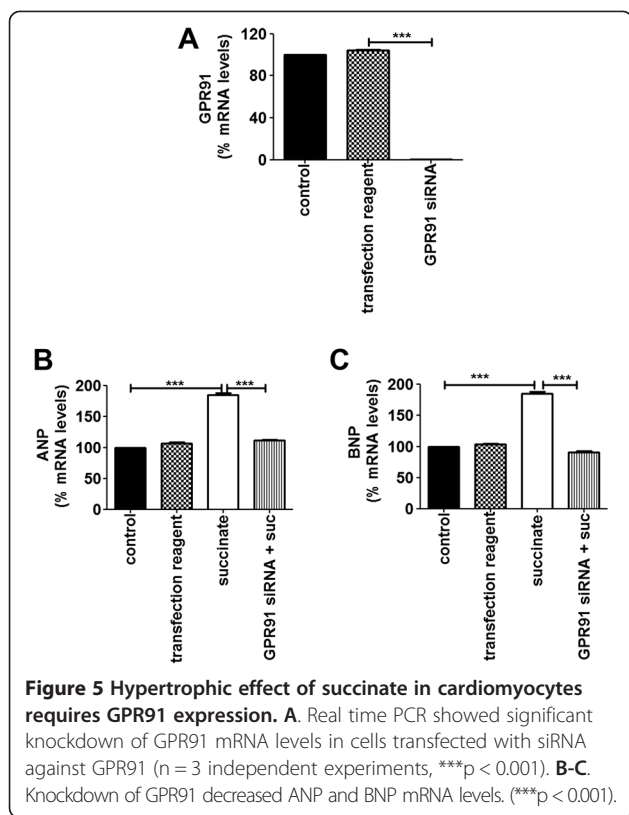 A
GPR91
(% mRNA levels)
120
80
40
0
***
control
transfection reagent
GPR91 siRNA
B
ANP
(% mRNA levels)
200
150
100
50
0
***
***
control
transfection reagent
succinate
GPR91 siRNA + suc
C
BNP
(% mRNA levels)
200
150
100
50
0
***
***
control
transfection reagent
succinate
GPR91 siRNA + suc
Figure 5 Hypertrophic effect of succinate in cardiomyocytes
requires GPR91 expression. A. Real time PCR showed significant
knockdown of GPR91 mRNA levels in cells transfected with siRNA
against GPR91 (n = 3 independent experiments, ***p < 0.001). B-C.
Knockdown of GPR91 decreased ANP and BNP mRNA levels. (***p < 0.001).